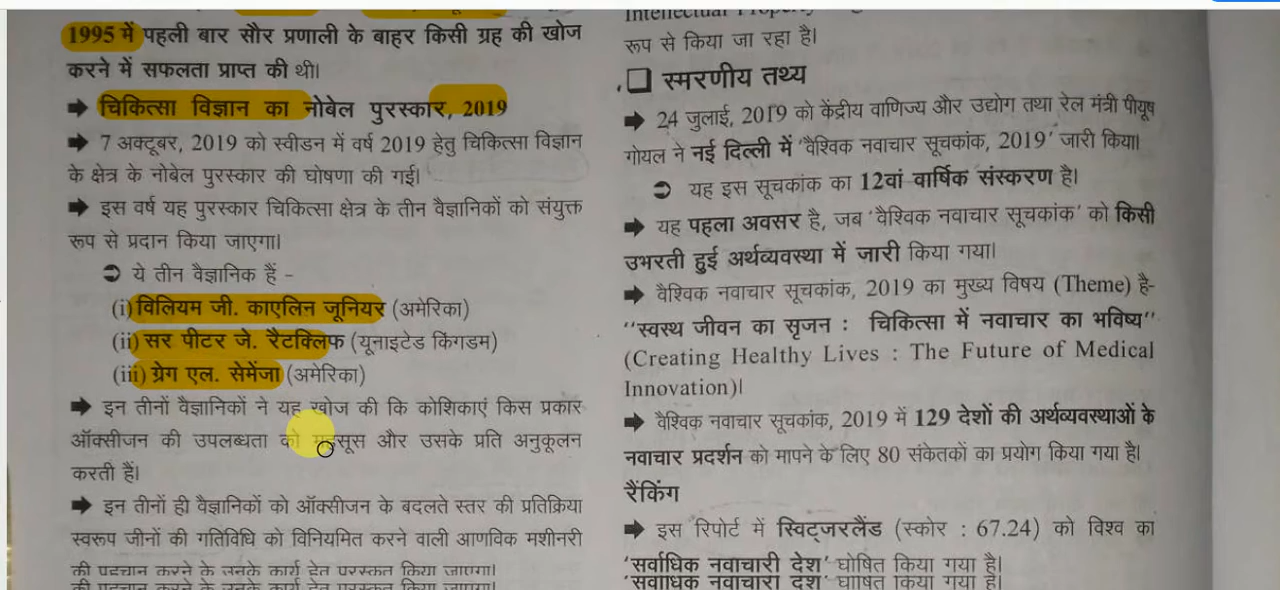 1995 में पहली बार सौर प्रणाली के बाहर किसी ग्रह की खोज
करने में सफलता प्राप्त की थी।
➡ चिकित्सा विज्ञान का नोबेल पुरस्कार, 2019
➡ 7 अक्टूबर, 2019 को स्वीडन में वर्ष 2019 हेतु चिकित्सा विज्ञान
के क्षेत्र के नोबेल पुरस्कार की घोषणा की गई।
➡ इस वर्ष यह पुरस्कार चिकित्सा क्षेत्र के तीन वैज्ञानिकों को संयुक्त
रूप से प्रदान किया जाएगा।
➲ ये तीन वैज्ञानिक हैं -
(i) विलियम जी. काएलिन जूनियर (अमेरिका)
(ii) सर पीटर जे. रैटक्लिफ (यूनाइटेड किंगडम)
(iii) ग्रेग एल. सेमेंजा (अमेरिका)
➡ इन तीनों वैज्ञानिकों ने यह खोज की कि कोशिकाएं किस प्रकार
ऑक्सीजन की उपलब्धता को महसूस और उसके प्रति अनुकूलन
करती हैं।
➡ इन तीनों ही वैज्ञानिकों को ऑक्सीजन के बदलते स्तर की प्रतिक्रिया
स्वरूप जीनों की गतिविधि को विनियमित करने वाली आणविक मशीनरी
की पहचान करने के उनके कार्य हेतु पुरस्कृत किया जाएगा।
Intellectual Property
रूप से किया जा रहा है।
❑ स्मरणीय तथ्य
➡ 24 जुलाई, 2019 को केंद्रीय वाणिज्य और उद्योग तथा रेल मंत्री पीयूष
गोयल ने नई दिल्ली में 'वैश्विक नवाचार सूचकांक, 2019' जारी किया।
➲ यह इस सूचकांक का 12वां वार्षिक संस्करण है।
➡ यह पहला अवसर है, जब 'वैश्विक नवाचार सूचकांक' को किसी
उभरती हुई अर्थव्यवस्था में जारी किया गया।
➡ वैश्विक नवाचार सूचकांक, 2019 का मुख्य विषय (Theme) है-
"स्वस्थ जीवन का सृजन : चिकित्सा में नवाचार का भविष्य"
(Creating Healthy Lives : The Future of Medical
Innovation)।
➡ वैश्विक नवाचार सूचकांक, 2019 में 129 देशों की अर्थव्यवस्थाओं के
नवाचार प्रदर्शन को मापने के लिए 80 संकेतकों का प्रयोग किया गया है।
रैंकिंग
➡ इस रिपोर्ट में स्विट्जरलैंड (स्कोर : 67.24) को विश्व का
'सर्वाधिक नवाचारी देश' घोषित किया गया है।